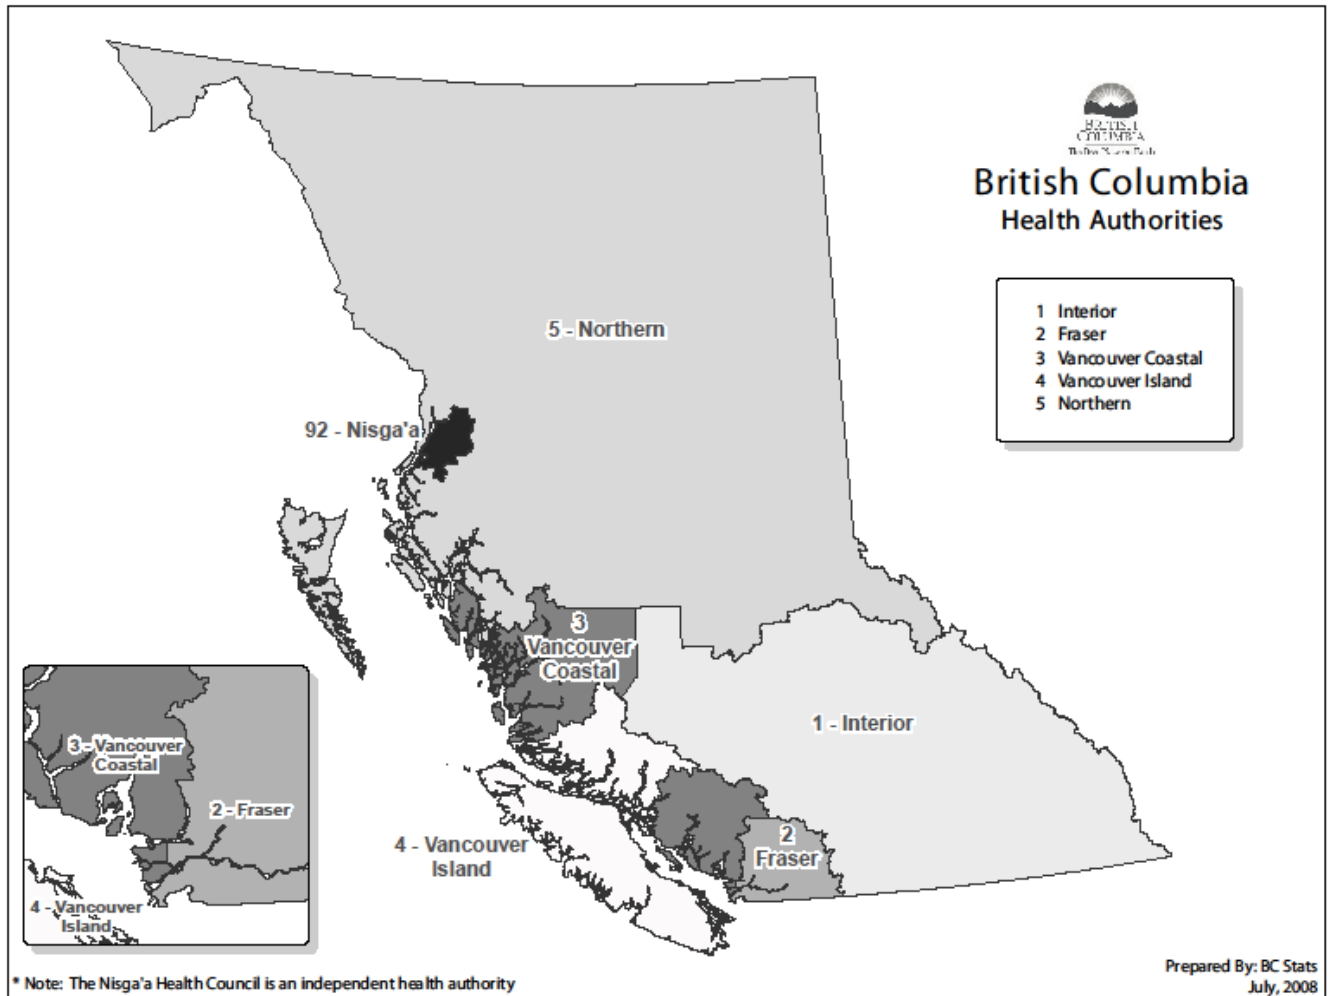 BRITISH
COLUMBIA
British Columbia
Health Authorities
1 Interior
2 Fraser
3 Vancouver Coastal
4 Vancouver Island
5 Northern
5 - Northern
92 - Nisga'a
3
Vancouver
Coastal
1 - Interior
4 - Vancouver
Island
2
Fraser
3 - Vancouver
Coastal
2 - Fraser
4 - Vancouver
Island
* Note: The Nisga'a Health Council is an independent health authority
Prepared By: BC Stats
July, 2008